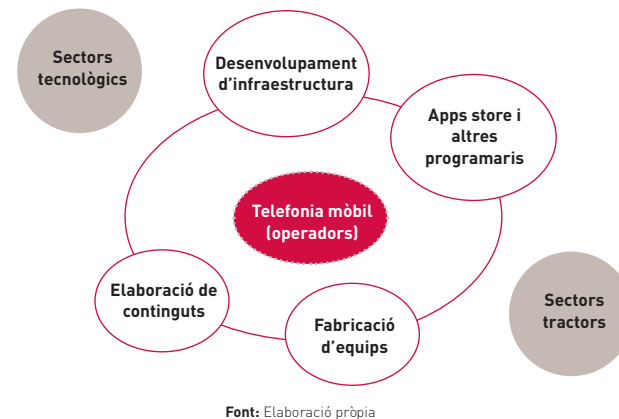 Sectors
tecnològics
Desenvolupament
d’infraestructura
Apps store i
altres
programaris
Telefonia mòbil
(operadors)
Elaboració de
continguts
Fabricació
d’equips
Sectors
tractors
Font: Elaboració pròpia